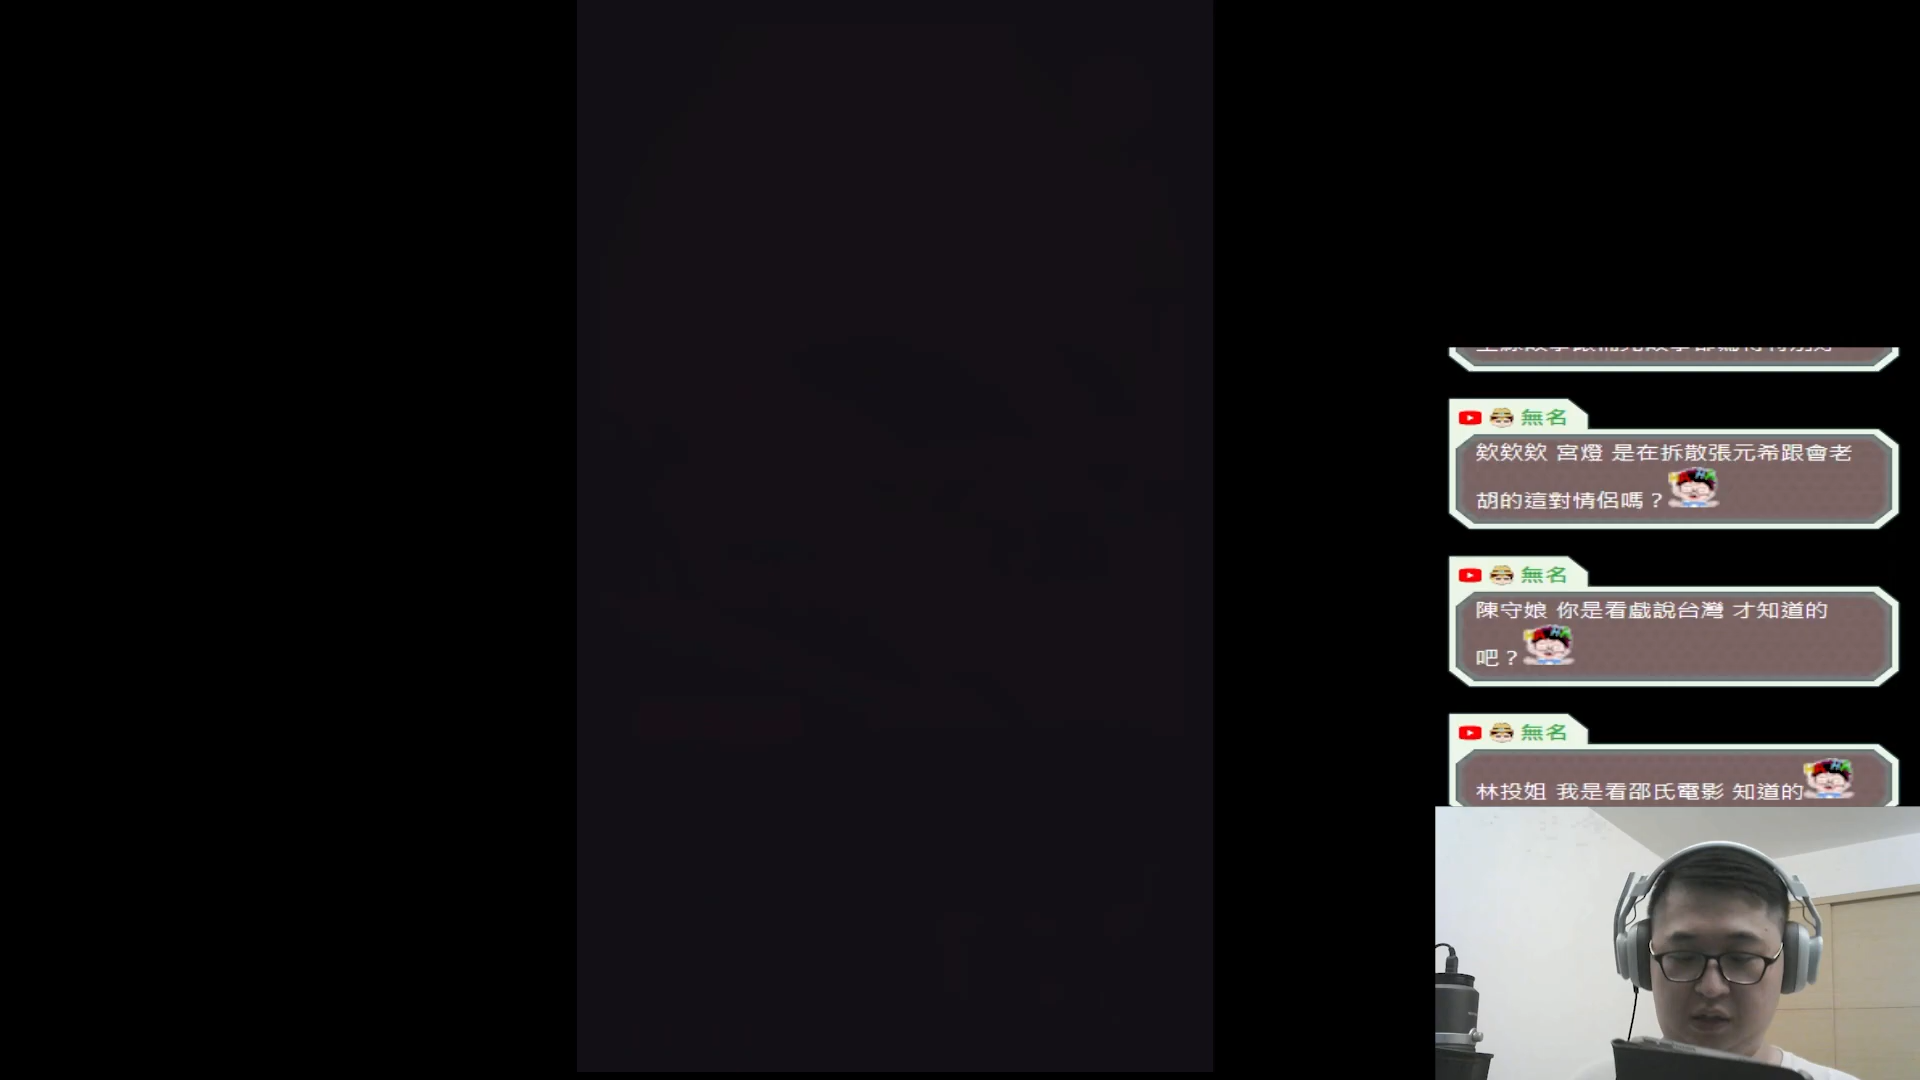 無名
欸欸欸 宮燈 是在拆散張元希跟會老
胡的這對情侶嗎？
無名
陳守娘 你是看戲說台灣 才知道的
吧？
無名
林投姐 我是看邵氏電影 知道的